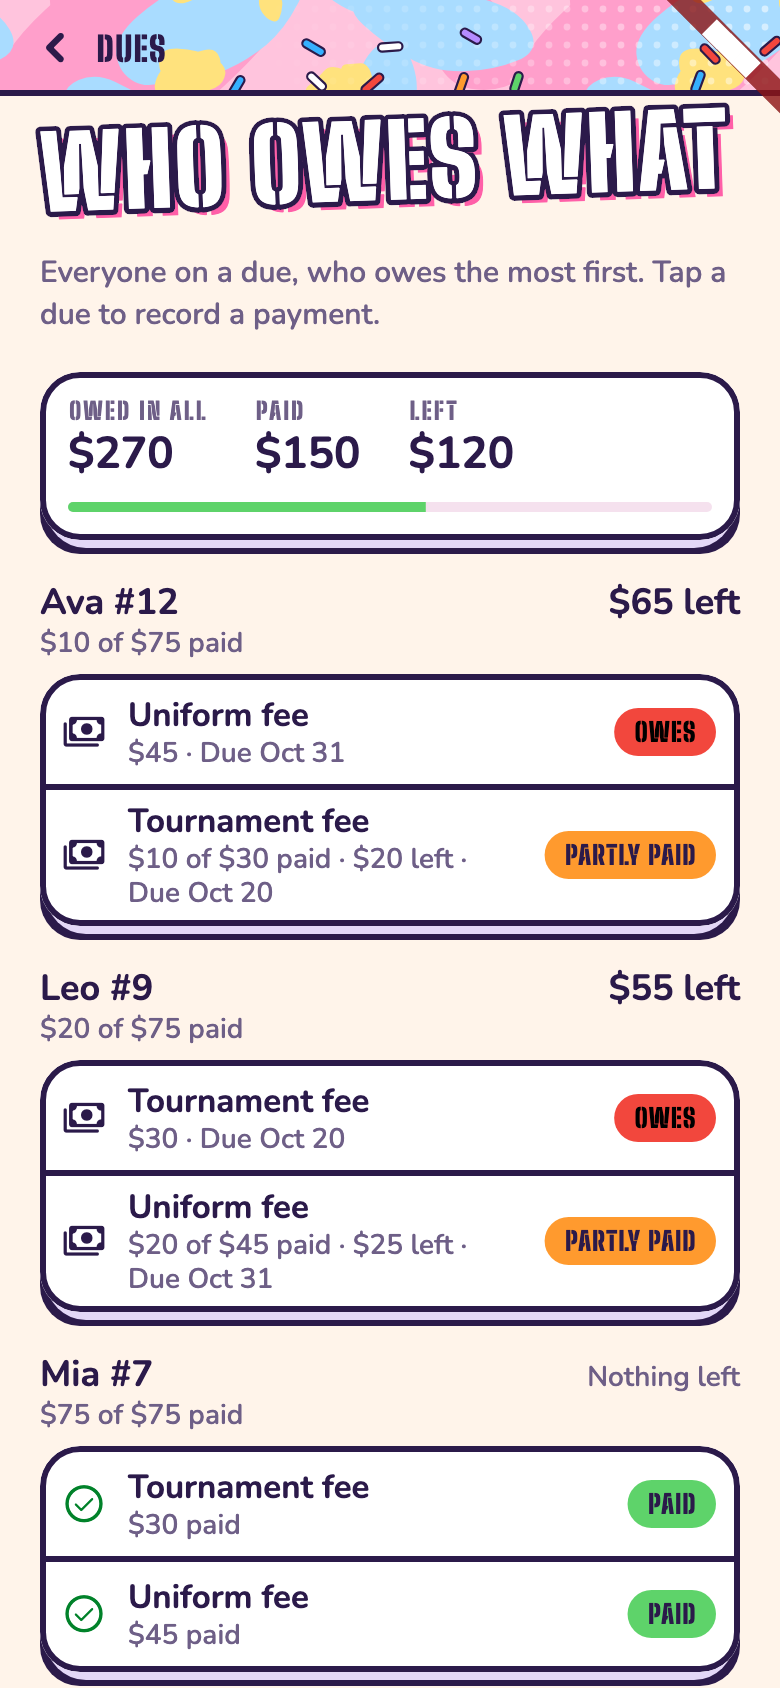 DUES
WHO OWES WHAT
Everyone on a due, who owes the most first. Tap a
due to record a payment.
OWED IN ALL PAID LEFT
$270 $150 $120
Ava #12 $65 left
$10 of $75 paid
Uniform fee
$45 · Due Oct 31
OWES
Tournament fee
$10 of $30 paid · $20 left ·
Due Oct 20
PARTLY PAID
Leo #9 $55 left
$20 of $75 paid
Tournament fee
$30 · Due Oct 20
OWES
Uniform fee
$20 of $45 paid · $25 left ·
Due Oct 31
PARTLY PAID
Mia #7 Nothing left
$75 of $75 paid
Tournament fee
$30 paid
PAID
Uniform fee
$45 paid
PAID